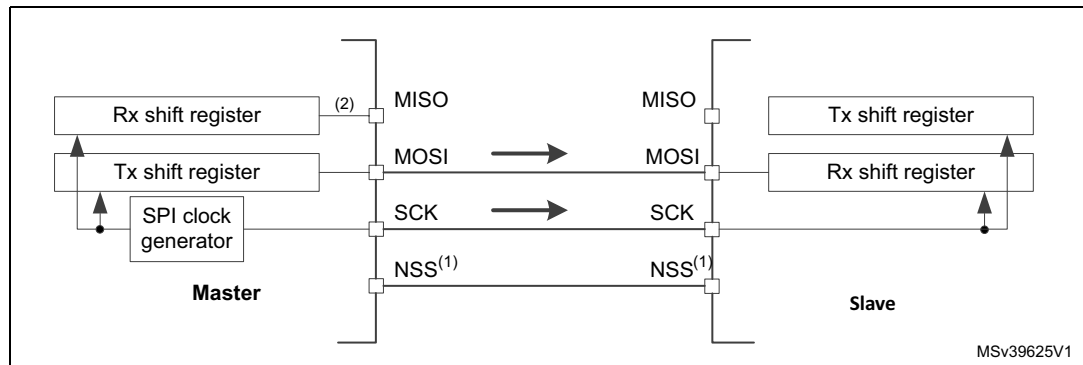 MISO MISO
Rx shift register (2) Tx shift register
MOSI MOSI
Tx shift register Rx shift register
SCK SCK
SPI clock
generator
NSS(1) NSS(1)
Master Slave
MSv39625V1